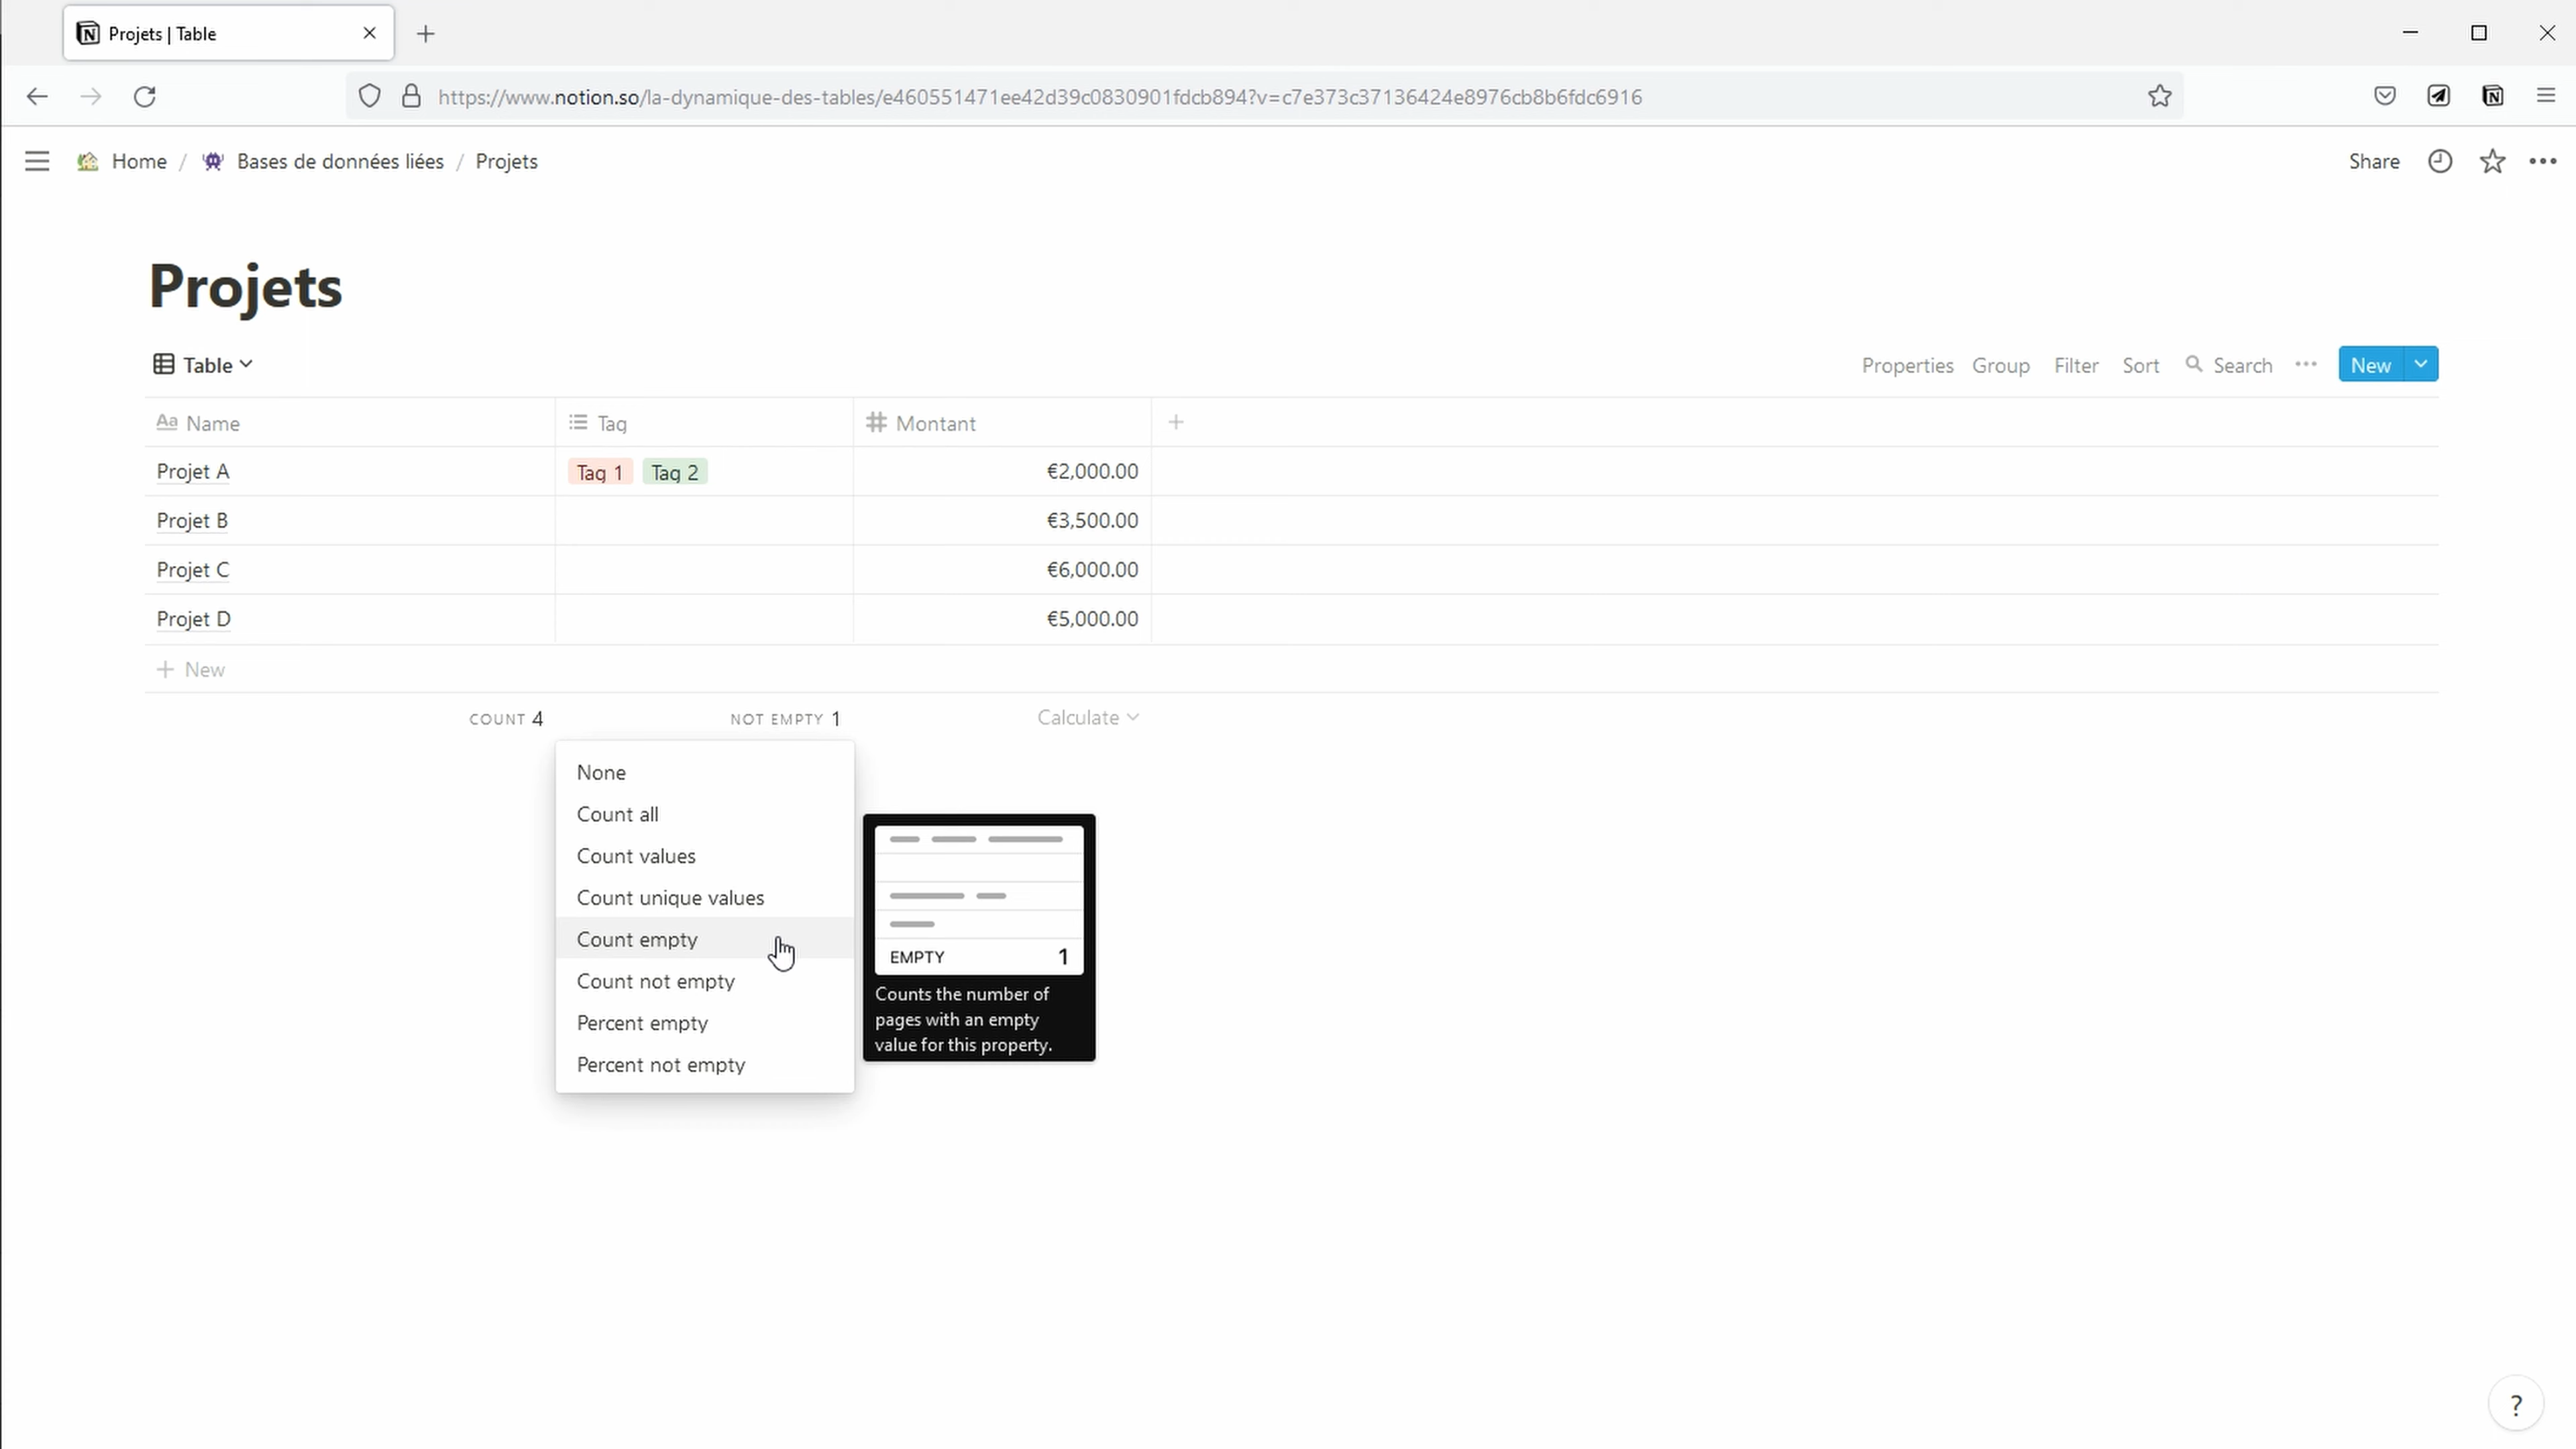 Projets | Table
https://www.notion.so/la-dynamique-des-tables/e460551471ee42d39c0830901fdcb894?v=c7e373c37136424e8976cb8b6fdc6916
Home / Bases de données liées / Projets
Share
Projets
Table
Properties Group Filter Sort Search ••• New
Aa Name Tag # Montant +
Projet A Tag 1 Tag 2 €2,000.00
Projet B €3,500.00
Projet C €6,000.00
Projet D €5,000.00
+ New
COUNT 4 NOT EMPTY 1 Calculate
None
Count all
Count values
Count unique values
Count empty
Count not empty
Percent empty
Percent not empty
EMPTY 1
Counts the number of
pages with an empty
value for this property.
?